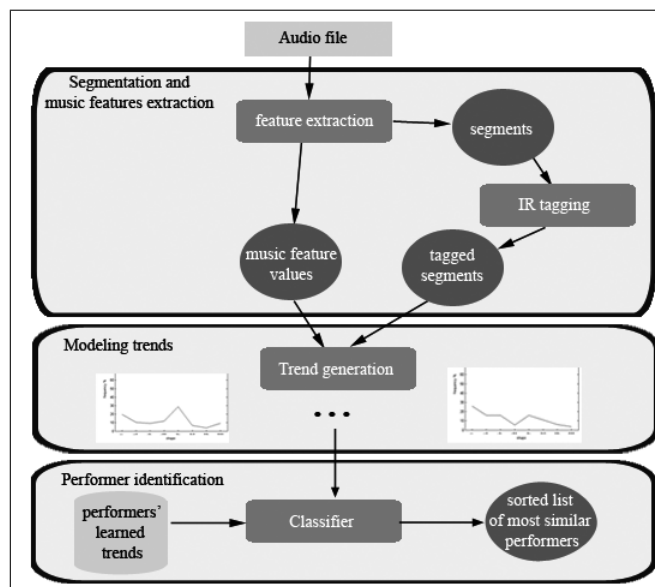 Audio file
Segmentation and
music features extraction
feature extraction
segments
IR tagging
music feature
values
tagged
segments
Modeling trends
Trend generation
...
Performer identification
performers'
learned
trends
Classifier
sorted list
of most similar
performers